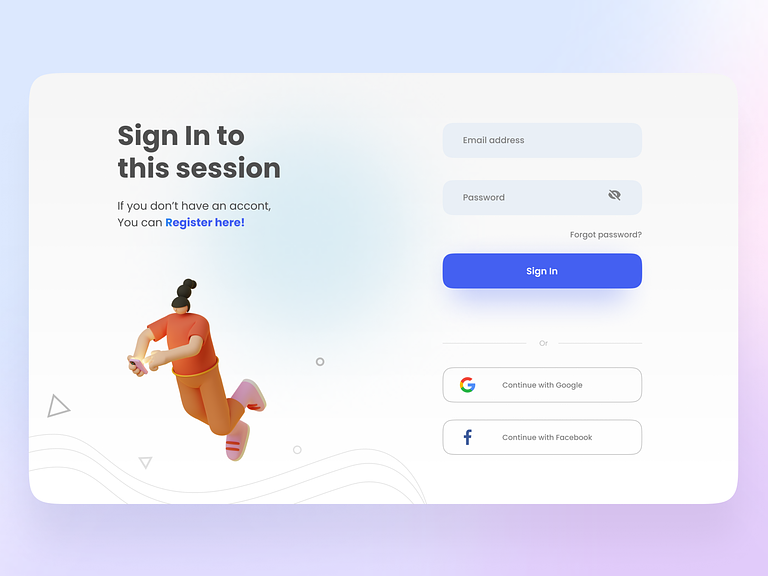 Sign In to
this session
If you don't have an accont,
You can Register here!
Email address
Password
Forgot password?
Sign In
Or
Continue with Google
Continue with Facebook